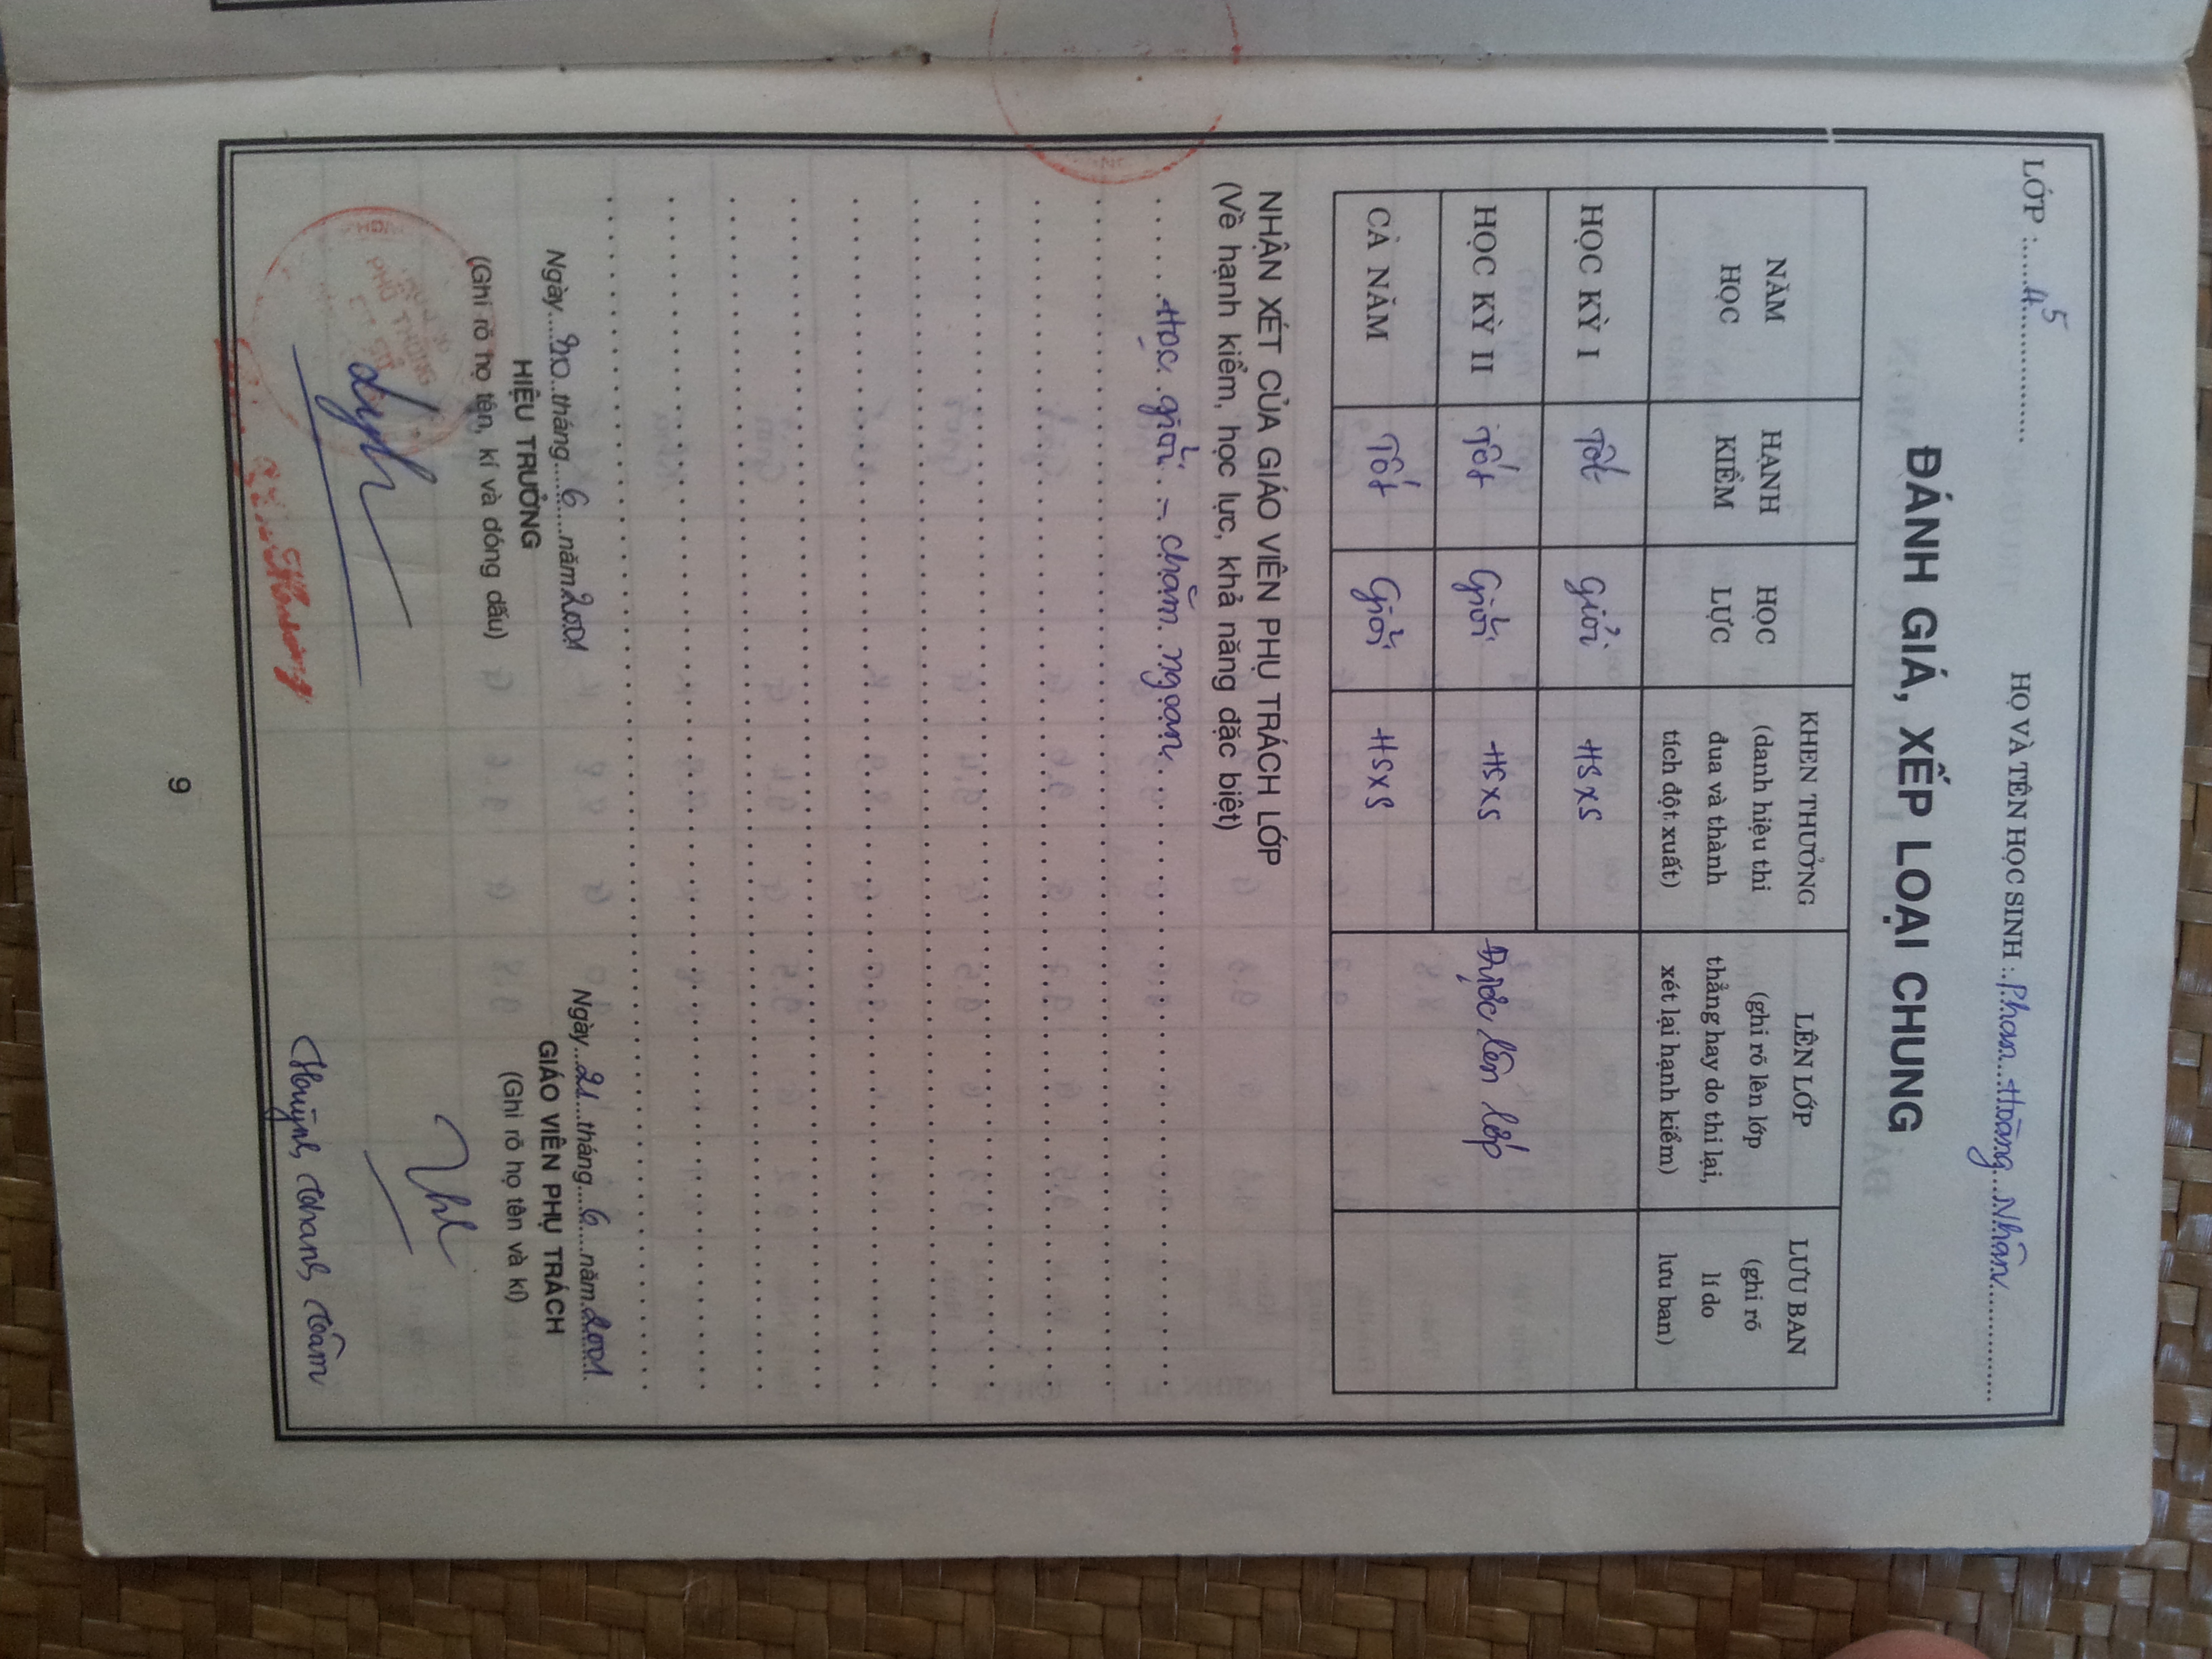 LỚP : 4⁵
HỌ VÀ TÊN HỌC SINH : Phan Hoàng Nhân
ĐÁNH GIÁ, XẾP LOẠI CHUNG
NĂM HỌC
HẠNH KIỂM
HỌC LỰC
KHEN THƯỞNG (danh hiệu thi đua và thành tích đột xuất)
LÊN LỚP (ghi rõ lên lớp thẳng hay do thi lại, xét lại hạnh kiểm)
LƯU BAN (ghi rõ lí do lưu ban)
HỌC KỲ I Tốt Giỏi HSXS
HỌC KỲ II Tốt Giỏi HSXS Được lên lớp
CẢ NĂM Tốt Giỏi HSXS
NHẬN XÉT CỦA GIÁO VIÊN PHỤ TRÁCH LỚP
(Về hạnh kiểm, học lực, khả năng đặc biệt)
Học giỏi – chăm ngoan
Ngày 20 tháng 6 năm 2001
HIỆU TRƯỞNG
(Ghi rõ họ tên, kí và đóng dấu)
PHỔ THÔNG
Ngày 21 tháng 6 năm 2001
GIÁO VIÊN PHỤ TRÁCH
(Ghi rõ họ tên và kí)
Huỳnh Thanh Tâm
9